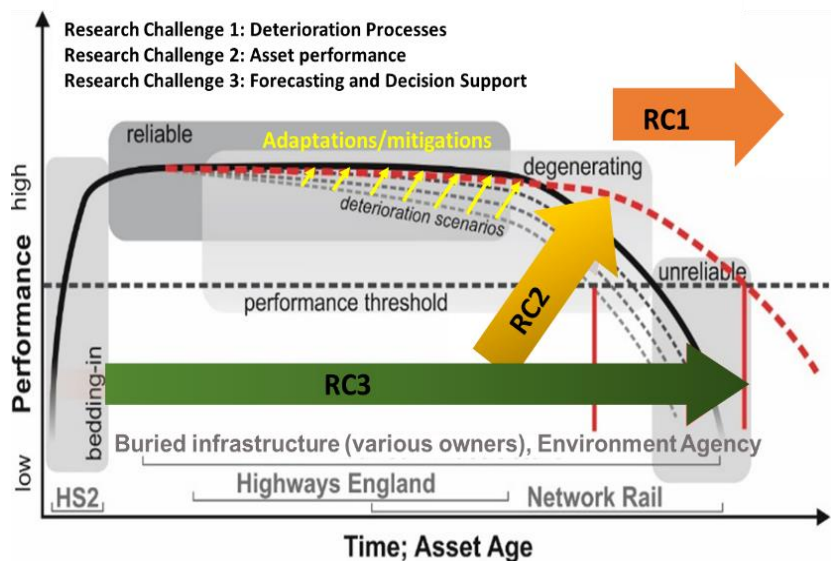 Research Challenge 1: Deterioration Processes
Research Challenge 2: Asset performance
Research Challenge 3: Forecasting and Decision Support
RC1
reliable
Adaptations/mitigations
degenerating
deterioration scenarios
unreliable
performance threshold
RC2
RC3
high
Performance
low
bedding-in
Buried infrastructure (various owners), Environment Agency
Highways England
HS2
Network Rail
Time; Asset Age